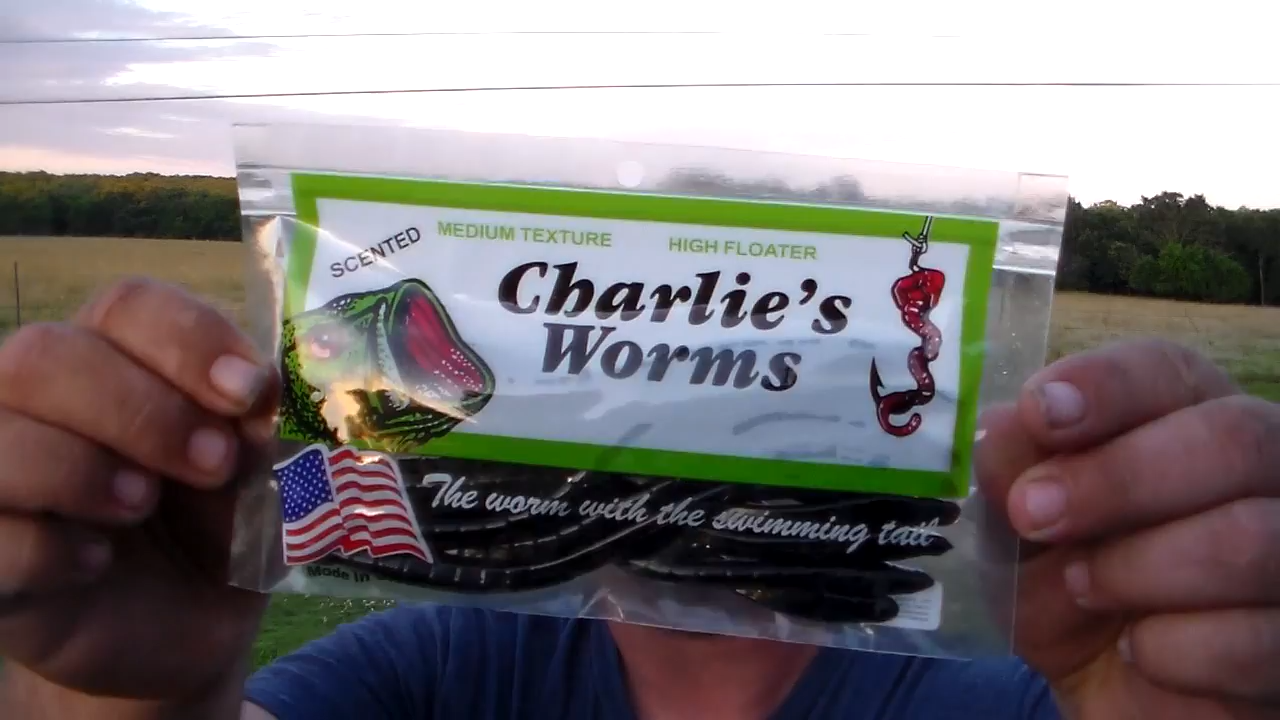 SCENTED
MEDIUM TEXTURE
HIGH FLOATER
Charlie's
Worms
The worm with the swimming tail
Made In